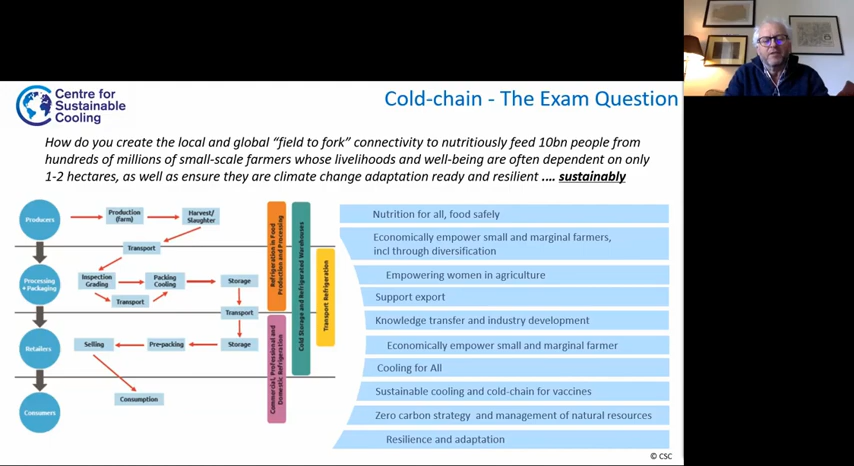 Centre for
Sustainable
Cooling
Cold-chain - The Exam Question
How do you create the local and global “field to fork” connectivity to nutritiously feed 10bn people from
hundreds of millions of small-scale farmers whose livelihoods and well-being are often dependent on only
1-2 hectares, as well as ensure they are climate change adaptation ready and resilient .... sustainably
Producers
Production
(farm)
Harvest/
Slaughter
Transport
Processing
+ Packaging
Inspection
Grading
Packing
Cooling
Storage
Transport
Transport
Retailers
Selling
Pre-packing
Storage
Consumption
Consumers
Refrigeration in Food
Production and Processing
Commercial, Professional and
Domestic Refrigeration
Cold Storage and Refrigerated Warehouses
Transport Refrigeration
Nutrition for all, food safely
Economically empower small and marginal farmers,
incl through diversification
Empowering women in agriculture
Support export
Knowledge transfer and industry development
Economically empower small and marginal farmer
Cooling for All
Sustainable cooling and cold-chain for vaccines
Zero carbon strategy and management of natural resources
Resilience and adaptation
© CSC